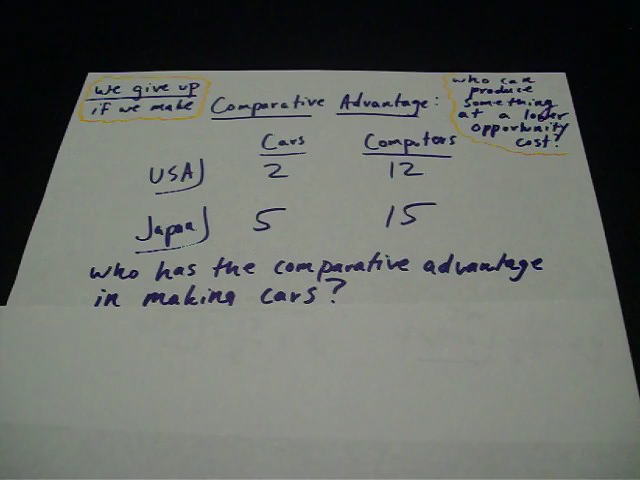 we give up
if we make
Comparative Advantage:
who can
produce
something
at a lower
opportunity
cost?
Cars Computers
USA 2 12
Japan 5 15
who has the comparative advantage
in making cars?